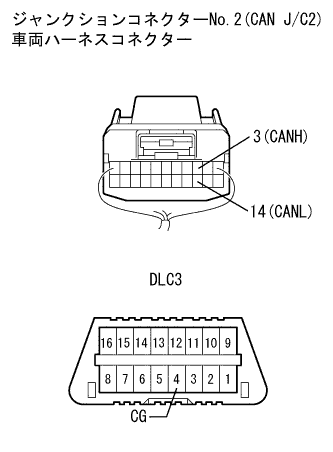 ジャンクションコネクターNo.2(CAN J/C2)
車両ハーネスコネクター
3(CANH)
14(CANL)
DLC3
16 15 14 13 12 11 10 9
8 7 6 5 4 3 2 1
CG